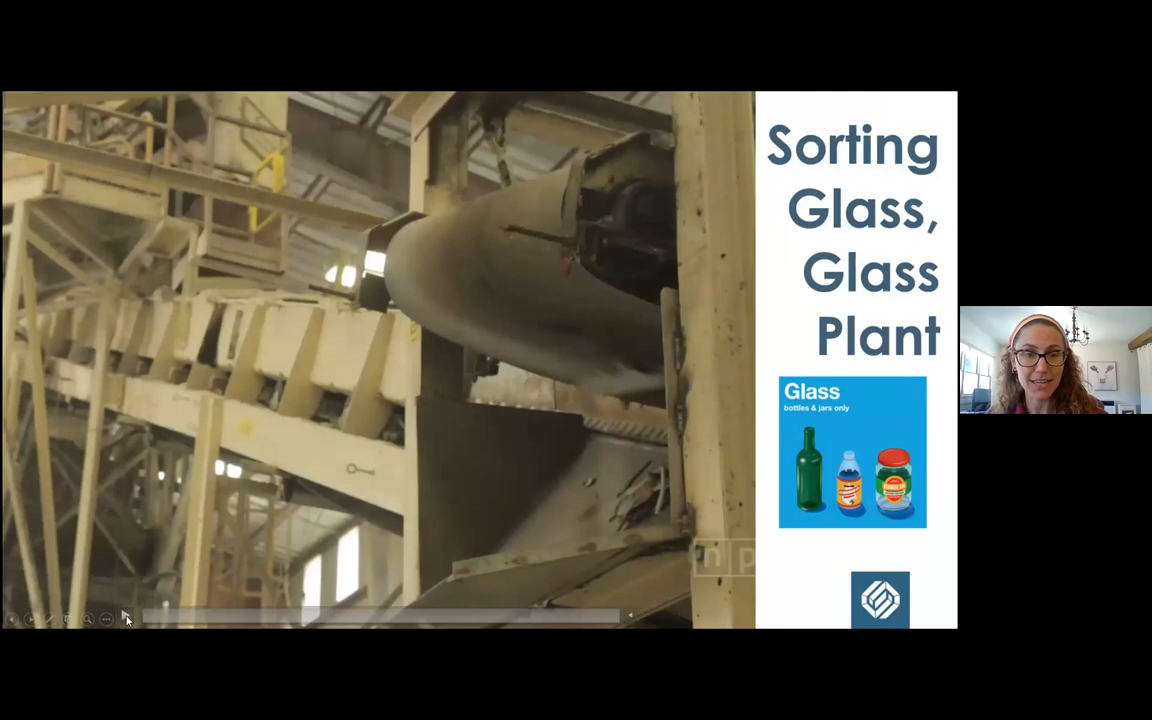 Sorting
Glass,
Glass
Plant
Glass
bottles & jars only
n p